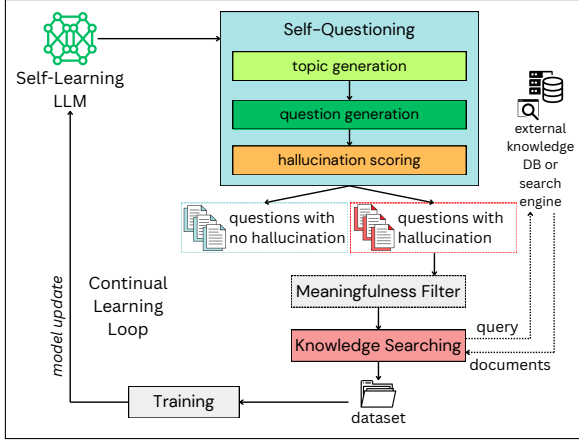 Self-Questioning
topic generation
question generation
hallucination scoring
Self-Learning
LLM
external
knowledge
DB or
search
engine
questions with
no hallucination
questions with
hallucination
Meaningfulness Filter
Continual
Learning
Loop
model update
query
Knowledge Searching
documents
Training
dataset